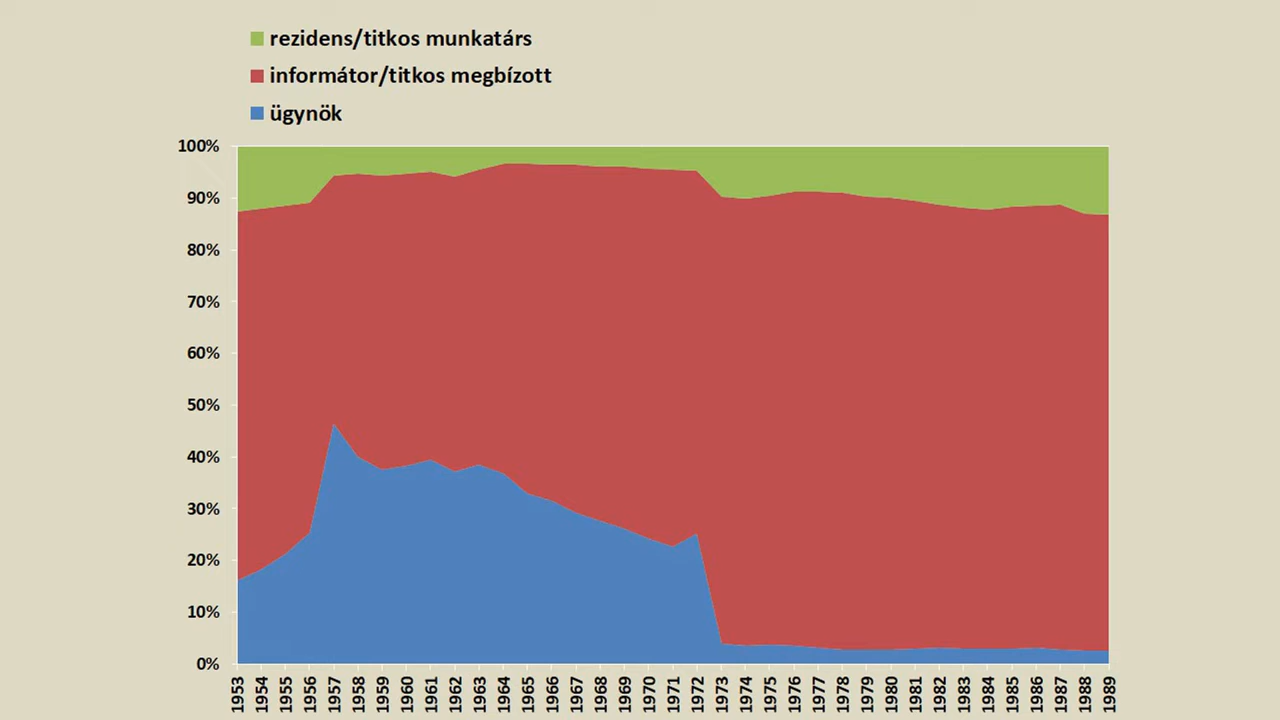 rezidens/titkos munkatárs
informátor/titkos megbízott
ügynök
100%
90%
80%
70%
60%
50%
40%
30%
20%
10%
0%
1953 1954 1955 1956 1957 1958 1959 1960 1961 1962 1963 1964 1965 1966 1967 1968 1969 1970 1971 1972 1973 1974 1975 1976 1977 1978 1979 1980 1981 1982 1983 1984 1985 1986 1987 1988 1989